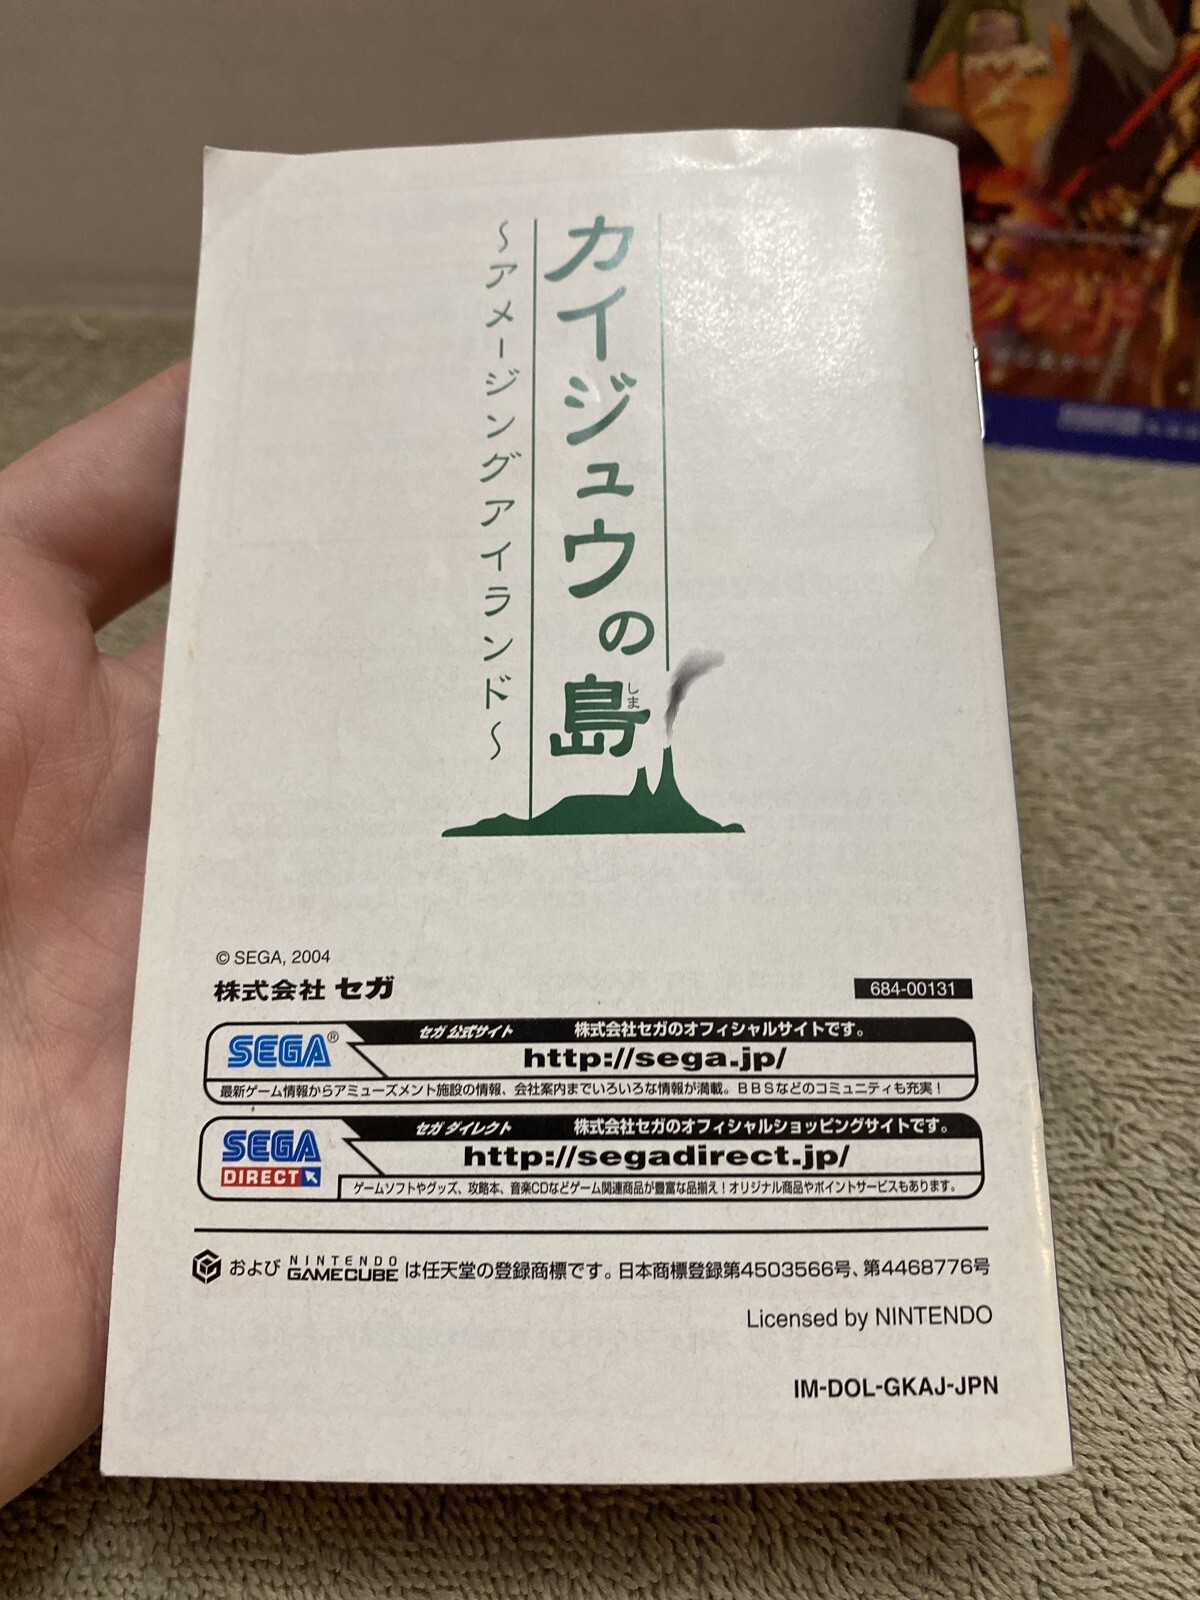 カイジュウの島
しま
～アメージングアイランド～
© SEGA, 2004
株式会社 セガ
684-00131
SEGA®
セガ 公式サイト 株式会社セガのオフィシャルサイトです。
http://sega.jp/
最新ゲーム情報からアミューズメント施設の情報、会社案内までいろいろな情報が満載。BBSなどのコミュニティも充実！
SEGA
DIRECT
セガ ダイレクト 株式会社セガのオフィシャルショッピングサイトです。
http://segadirect.jp/
ゲームソフトやグッズ、攻略本、音楽CDなどゲーム関連商品が豊富な品揃え！オリジナル商品やポイントサービスもあります。
および NINTENDO GAMECUBE は任天堂の登録商標です。日本商標登録第4503566号、第4468776号
Licensed by NINTENDO
IM-DOL-GKAJ-JPN